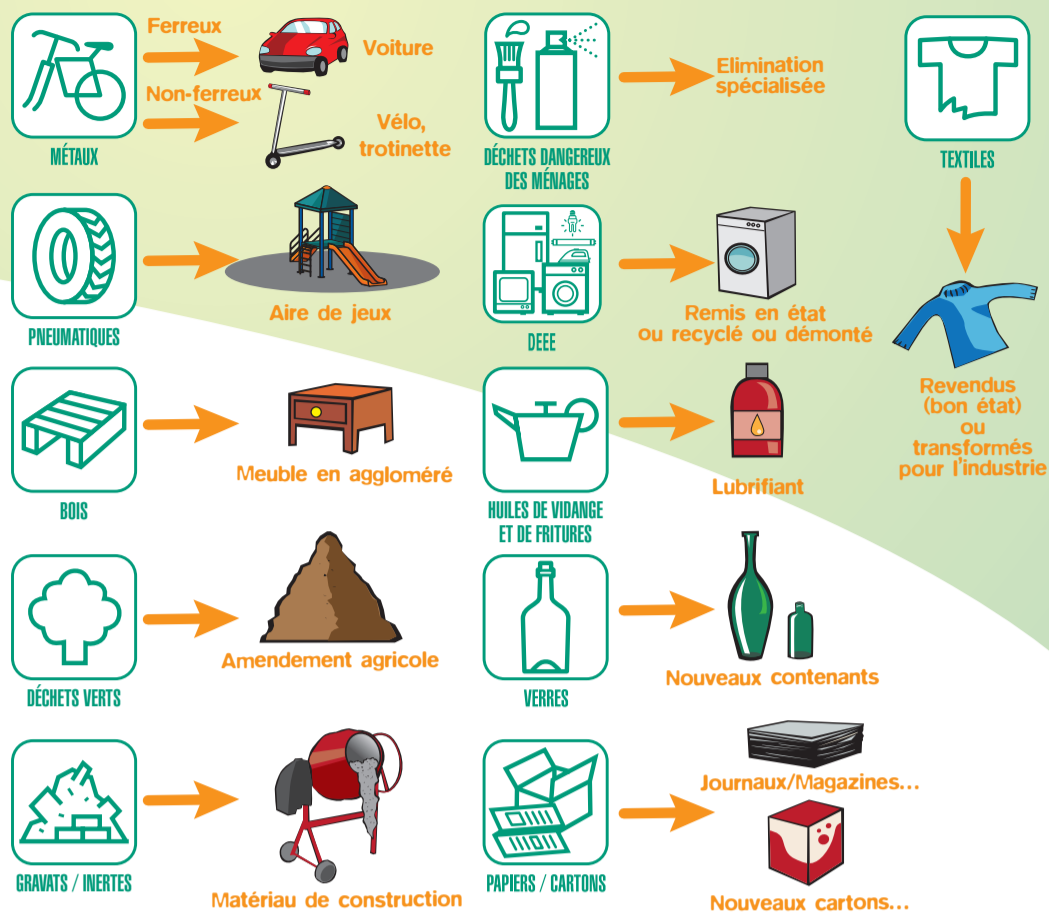 Ferreux
Voiture
Non-ferreux
Vélo,
trotinette
MÉTAUX
PNEUMATIQUES
Aire de jeux
BOIS
Meuble en aggloméré
DÉCHETS VERTS
Amendement agricole
GRAVATS / INERTES
Matériau de construction
DÉCHETS DANGEREUX
DES MÉNAGES
Elimination
spécialisée
DEEE
Remis en état
ou recyclé ou démonté
HUILES DE VIDANGE
ET DE FRITURES
Lubrifiant
VERRES
Nouveaux contenants
PAPIERS / CARTONS
Journaux/Magazines...
Nouveaux cartons...
TEXTILES
Revendus
(bon état)
ou
transformés
pour l'industrie